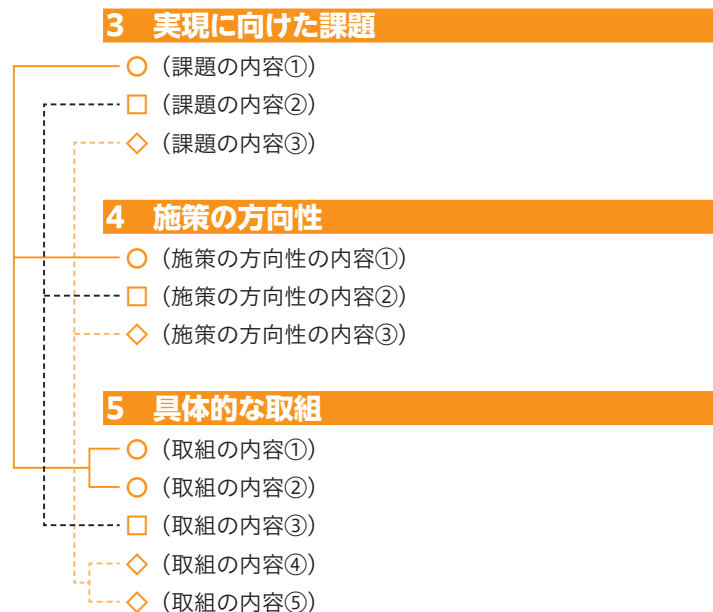 3 実現に向けた課題
○（課題の内容①）
□（課題の内容②）
◇（課題の内容③）
4 施策の方向性
○（施策の方向性の内容①）
□（施策の方向性の内容②）
◇（施策の方向性の内容③）
5 具体的な取組
○（取組の内容①）
○（取組の内容②）
□（取組の内容③）
◇（取組の内容④）
◇（取組の内容⑤）